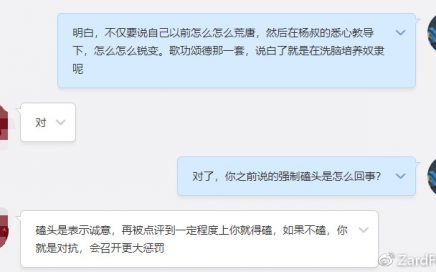 明白，不仅要说自己以前怎么怎么荒唐，然后在杨叔的悉心教导
下，怎么怎么锐变。歌功颂德那一套，说白了就是在洗脑培养奴隶
呢
对
对了，你之前说的强制磕头是怎么回事？
磕头是表示诚意，再被点评到一定程度上你就得磕，如果不磕，你
就是对抗，会召开更大惩罚